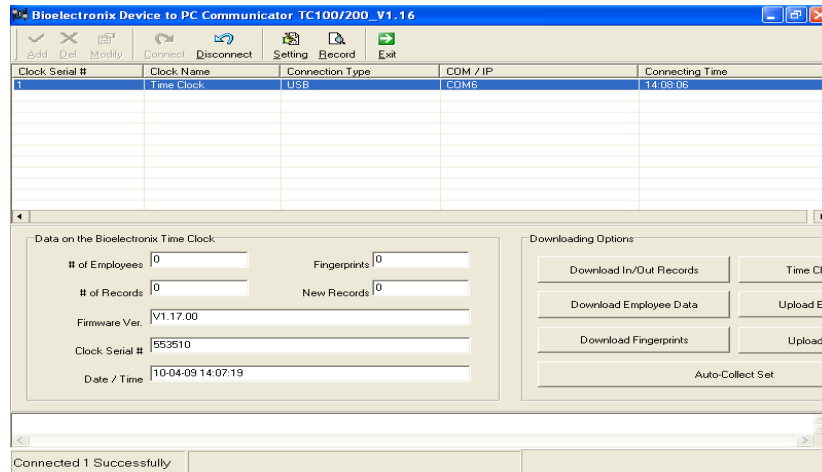 Bioelectronix Device to PC Communicator TC100/200_V1.16
Add Del Modify Connect Disconnect Setting Record Exit
Clock Serial # Clock Name Connection Type COM / IP Connecting Time
1 Time Clock USB COM6 14:08:06
Data on the Bioelectronix Time Clock
Downloading Options
# of Employees 0 Fingerprints 0
Download In/Out Records Time Cl
# of Records 0 New Records 0
Download Employee Data Upload E
Firmware Ver. V1.17.00
Download Fingerprints Upload
Clock Serial # 553510
Auto-Collect Set
Date / Time 10-04-09 14:07:19
Connected 1 Successfully